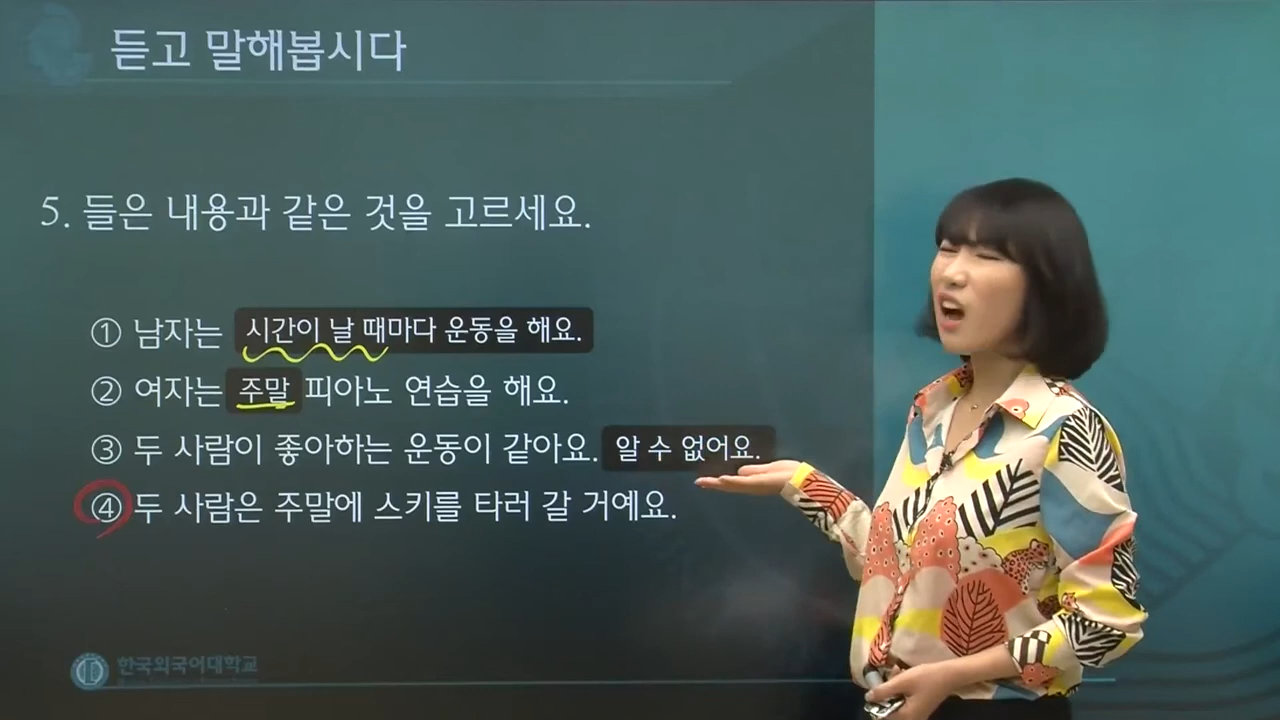 듣고 말해봅시다
5. 들은 내용과 같은 것을 고르세요.
① 남자는 시간이 날 때마다 운동을 해요.
② 여자는 주말 피아노 연습을 해요.
③ 두 사람이 좋아하는 운동이 같아요. 알 수 없어요.
④ 두 사람은 주말에 스키를 타러 갈 거예요.
한국외국어대학교